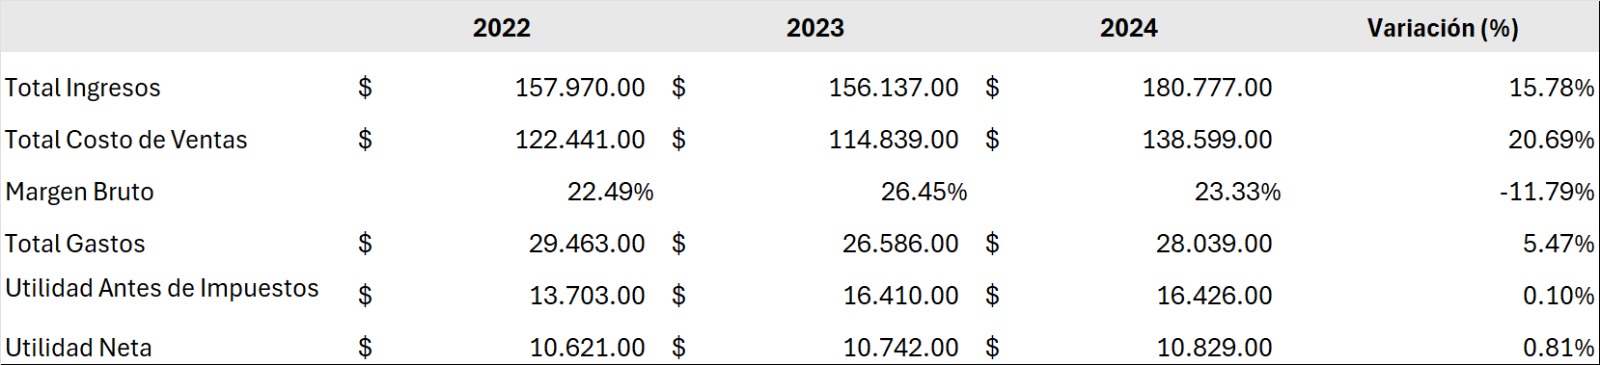 2022 2023 2024 Variación (%)
Total Ingresos $ 157.970.00 $ 156.137.00 $ 180.777.00 15.78%
Total Costo de Ventas $ 122.441.00 $ 114.839.00 $ 138.599.00 20.69%
Margen Bruto 22.49% 26.45% 23.33% -11.79%
Total Gastos $ 29.463.00 $ 26.586.00 $ 28.039.00 5.47%
Utilidad Antes de Impuestos $ 13.703.00 $ 16.410.00 $ 16.426.00 0.10%
Utilidad Neta $ 10.621.00 $ 10.742.00 $ 10.829.00 0.81%